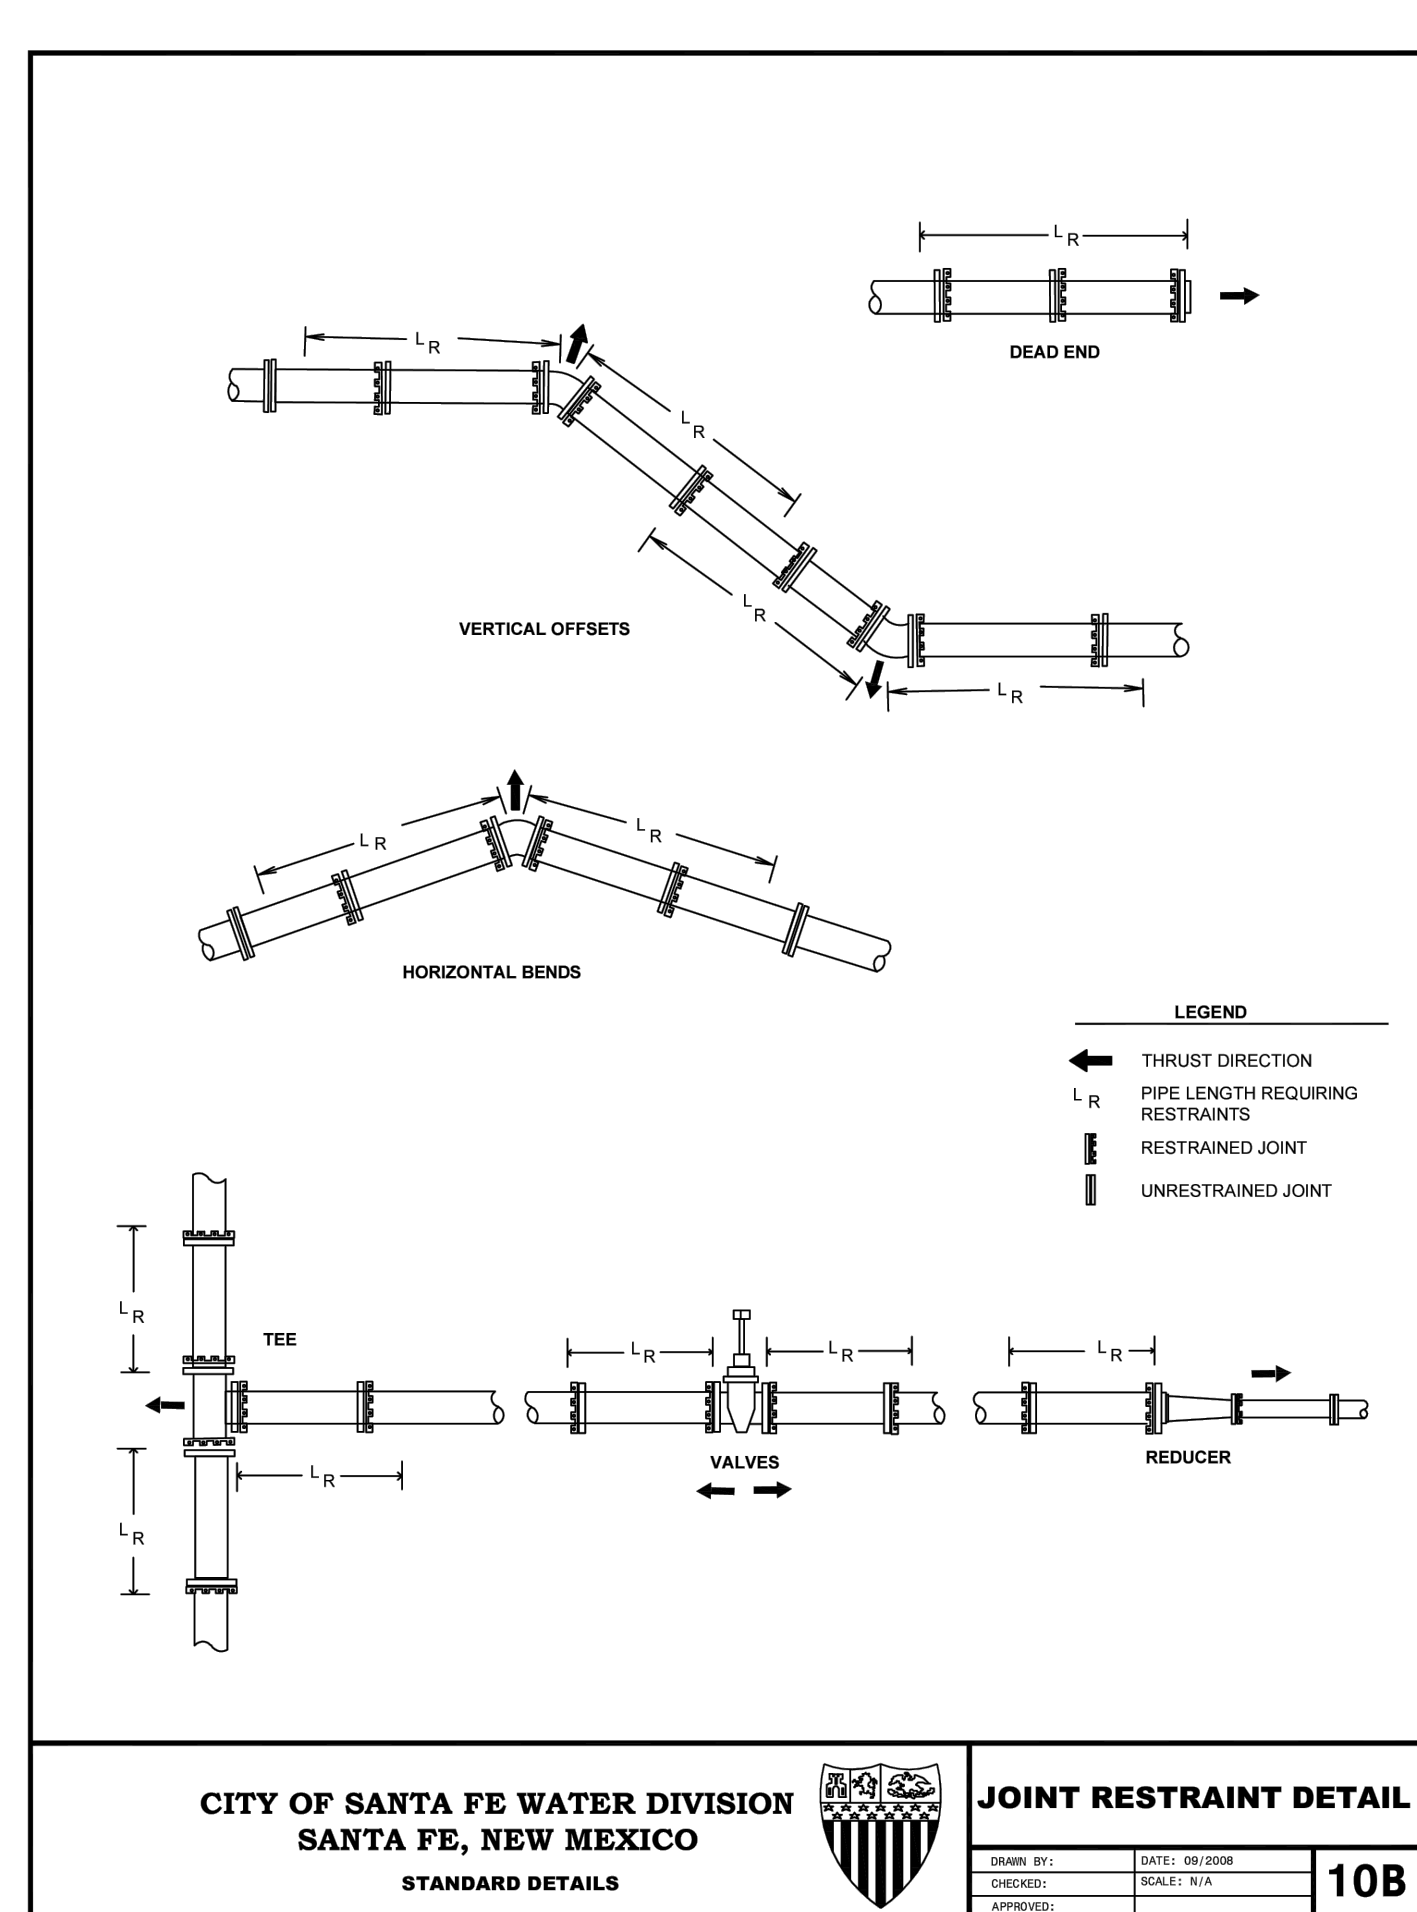 L R
DEAD END
L R
L R
L R
VERTICAL OFFSETS
L R
L R
L R
HORIZONTAL BENDS
LEGEND
THRUST DIRECTION
L R PIPE LENGTH REQUIRING
RESTRAINTS
RESTRAINED JOINT
UNRESTRAINED JOINT
L R
TEE
L R
L R
L R
L R
VALVES
REDUCER
L R
L R
CITY OF SANTA FE WATER DIVISION
SANTA FE, NEW MEXICO
STANDARD DETAILS
JOINT RESTRAINT DETAIL
DRAWN BY:
DATE: 09/2008
CHECKED:
SCALE: N/A
APPROVED:
10B